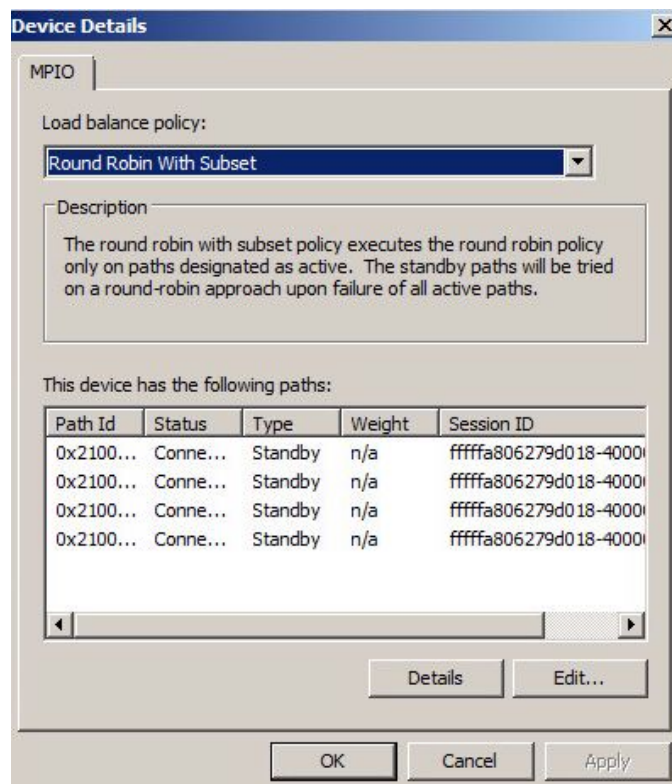 Device Details
MPIO
Load balance policy:
Round Robin With Subset
Description
The round robin with subset policy executes the round robin policy
only on paths designated as active. The standby paths will be tried
on a round-robin approach upon failure of all active paths.
This device has the following paths:
Path Id Status Type Weight Session ID
0x2100... Conne... Standby n/a fffffa806279d018-4000
0x2100... Conne... Standby n/a fffffa806279d018-4000
0x2100... Conne... Standby n/a fffffa806279d018-4000
0x2100... Conne... Standby n/a fffffa806279d018-4000
Details Edit...
OK Cancel Apply